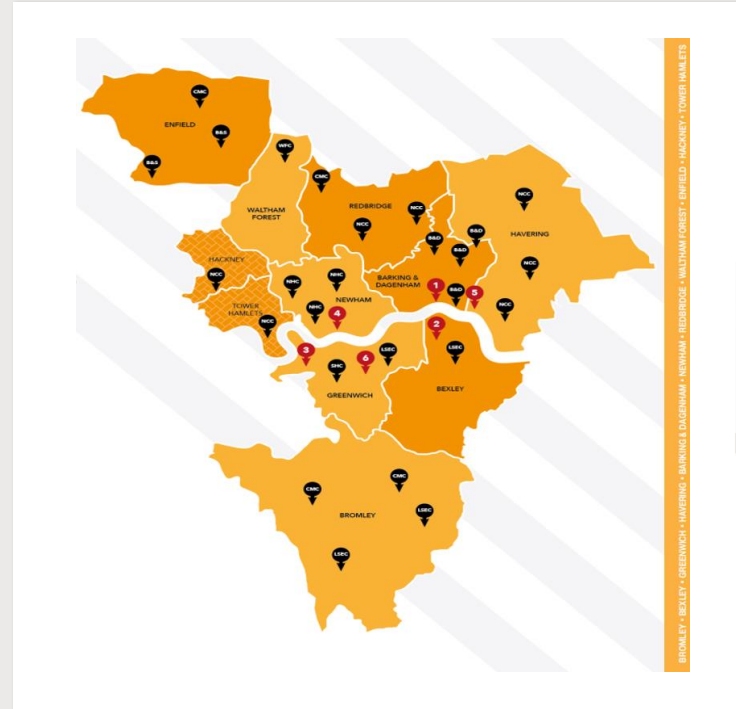 CMC
ENFIELD
B&S
B&S
WFC
CMC
WALTHAM
FOREST
REDBRIDGE
NCC
NCC
NCC
HAVERING
B&D
B&D
B&D
NCC
NCC
HACKNEY
NCC
TOWER
HAMLETS
NCC
NHC
NHC
NHC
NEWHAM
4
BARKING &
DAGENHAM
1
B&D
5
2
LSEC
BEXLEY
3
SHC
6
LSEC
GREENWICH
CMC
CMC
BROMLEY
LSEC
LSEC
BROMLEY • BEXLEY • GREENWICH • HAVERING • BARKING & DAGENHAM • NEWHAM • REDBRIDGE • WALTHAM FOREST • ENFIELD • HACKNEY • TOWER HAMLETS